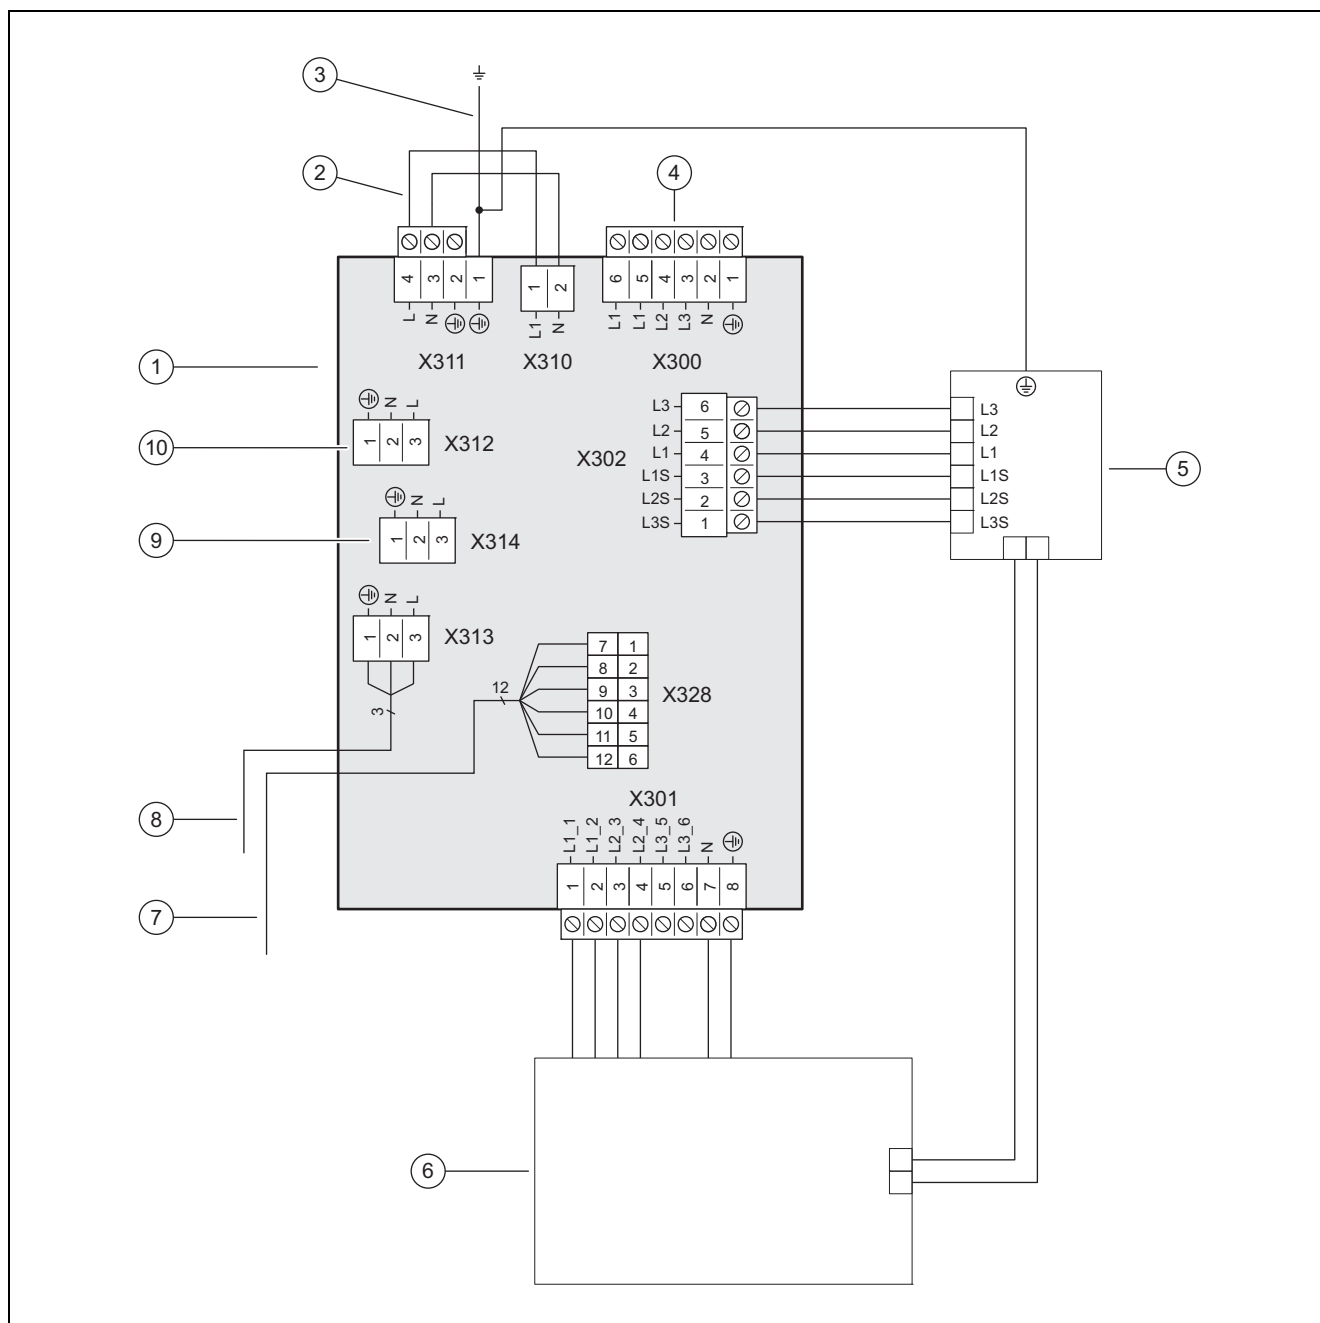 3
2
4
4 3 2 1
L N
X311
1 2
L1 N
X310
6 5 4 3 2 1
L1 L1 L2 L3 N
X300
1
N L
1 2 3
X312
10
L3 6
L2 5
L1 4
L1S 3
L2S 2
L3S 1
X302
L3
L2
L1
L1S
L2S
L3S
5
N L
1 2 3
X314
9
N L
1 2 3
X313
3
12
7 1
8 2
9 3
10 4
11 5
12 6
X328
8
7
X301
L1_1 L1_2 L2_3 L2_4 L3_5 L3_6 N
1 2 3 4 5 6 7 8
6